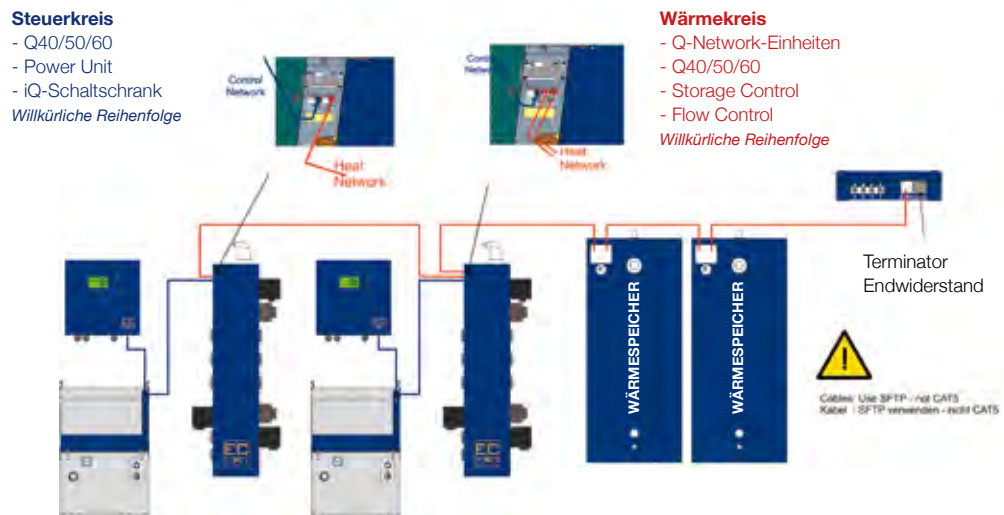 Steuerkreis
- Q40/50/60
- Power Unit
- iQ-Schaltschrank
Willkürliche Reihenfolge
Control
Network
Heat
Network
Network
Heat
Network
Wärmekreis
- Q-Network-Einheiten
- Q40/50/60
- Storage Control
- Flow Control
Willkürliche Reihenfolge
Terminator
Endwiderstand
WÄRMESPEICHER
WÄRMESPEICHER
Cables: Use SFTP - not CAT5
Kabel : SFTP verwenden - nicht CAT5
EC
EC